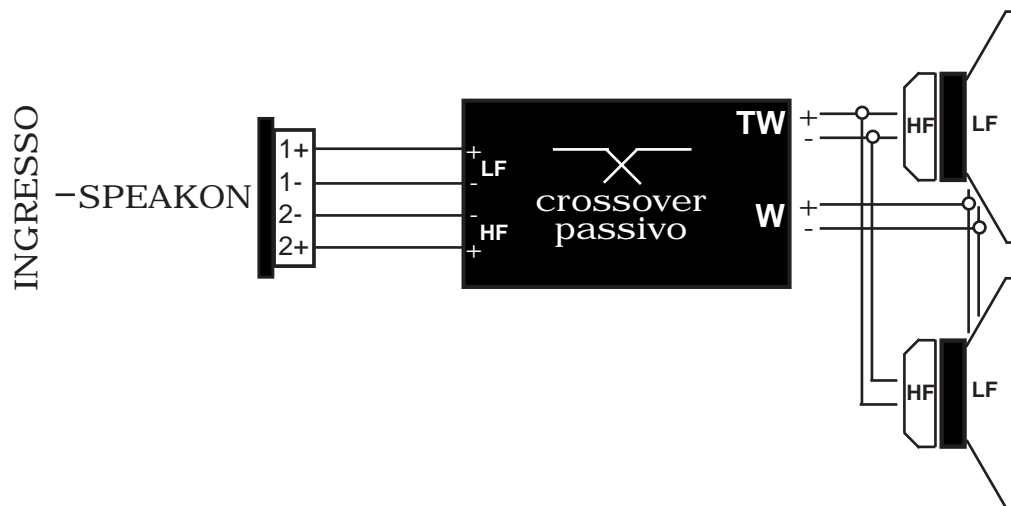 INGRESSO
–SPEAKON
1+
1-
2-
2+
+
LF
-
-
HF
+
crossover
passivo
TW
+
-
W
+
-
HF
LF
HF
LF